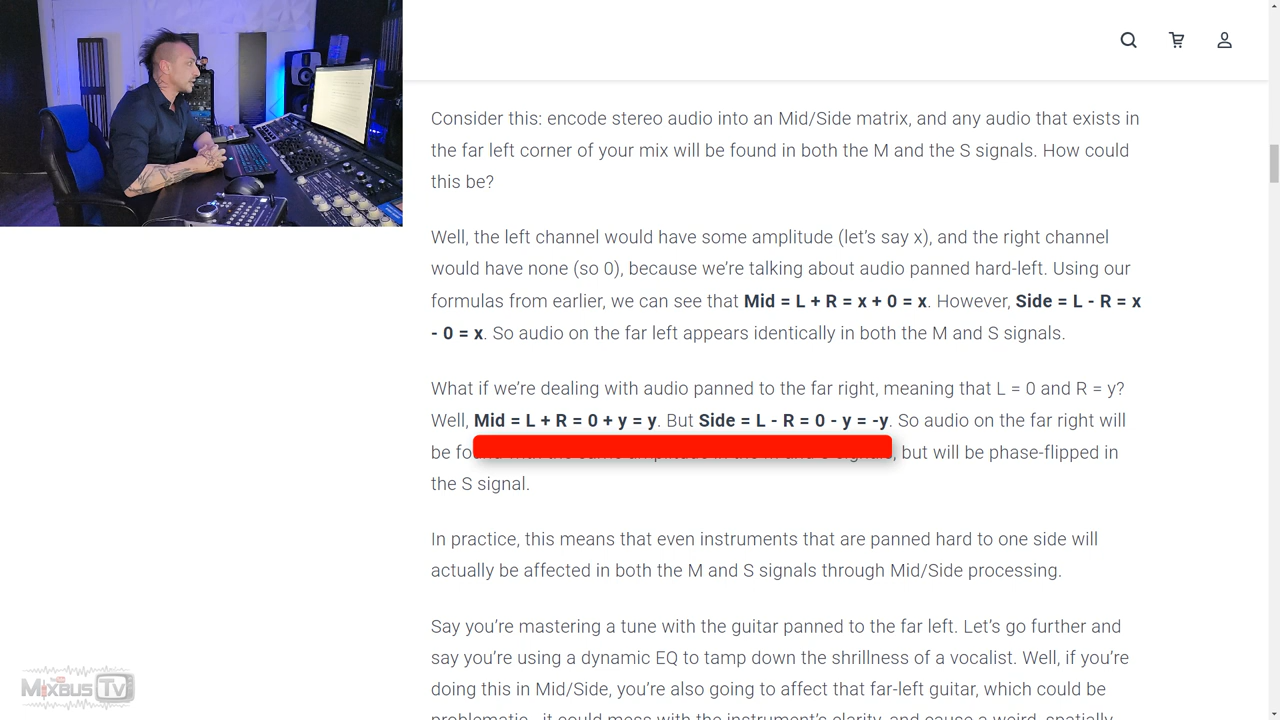 Consider this: encode stereo audio into an Mid/Side matrix, and any audio that exists in
the far left corner of your mix will be found in both the M and the S signals. How could
this be?
Well, the left channel would have some amplitude (let’s say x), and the right channel
would have none (so 0), because we’re talking about audio panned hard-left. Using our
formulas from earlier, we can see that Mid = L + R = x + 0 = x. However, Side = L - R = x
- 0 = x. So audio on the far left appears identically in both the M and S signals.
What if we’re dealing with audio panned to the far right, meaning that L = 0 and R = y?
Well, Mid = L + R = 0 + y = y. But Side = L - R = 0 - y = -y. So audio on the far right will
be , but will be phase-flipped in
the S signal.
In practice, this means that even instruments that are panned hard to one side will
actually be affected in both the M and S signals through Mid/Side processing.
Say you’re mastering a tune with the guitar panned to the far left. Let’s go further and
say you’re using a dynamic EQ to tamp down the shrillness of a vocalist. Well, if you’re
doing this in Mid/Side, you’re also going to affect that far-left guitar, which could be
MixbusTv